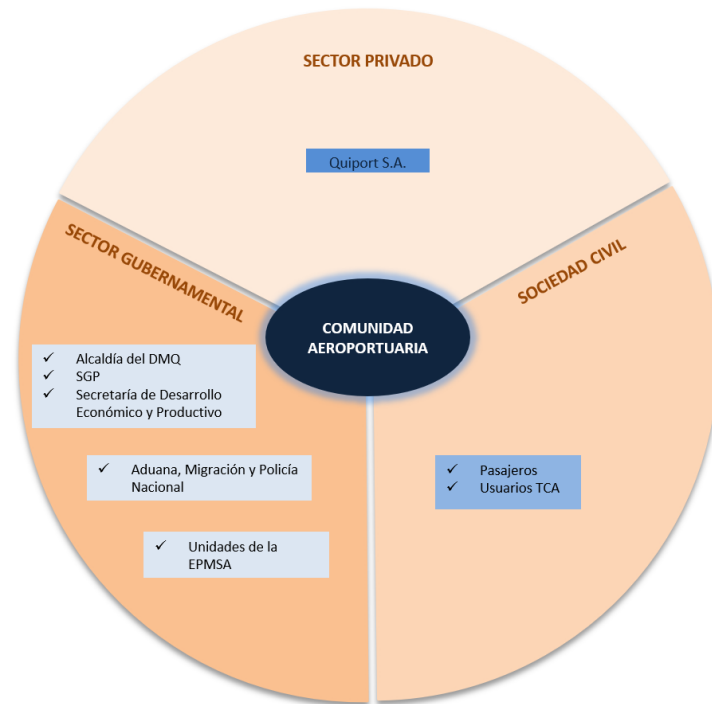 SECTOR PRIVADO
Quiport S.A.
SECTOR GUBERNAMENTAL
SOCIEDAD CIVIL
COMUNIDAD
AEROPORTUARIA
✓ Alcaldía del DMQ
✓ SGP
✓ Secretaría de Desarrollo
Económico y Productivo
✓ Aduana, Migración y Policía
Nacional
✓ Unidades de la
EPMSA
✓ Pasajeros
✓ Usuarios TCA